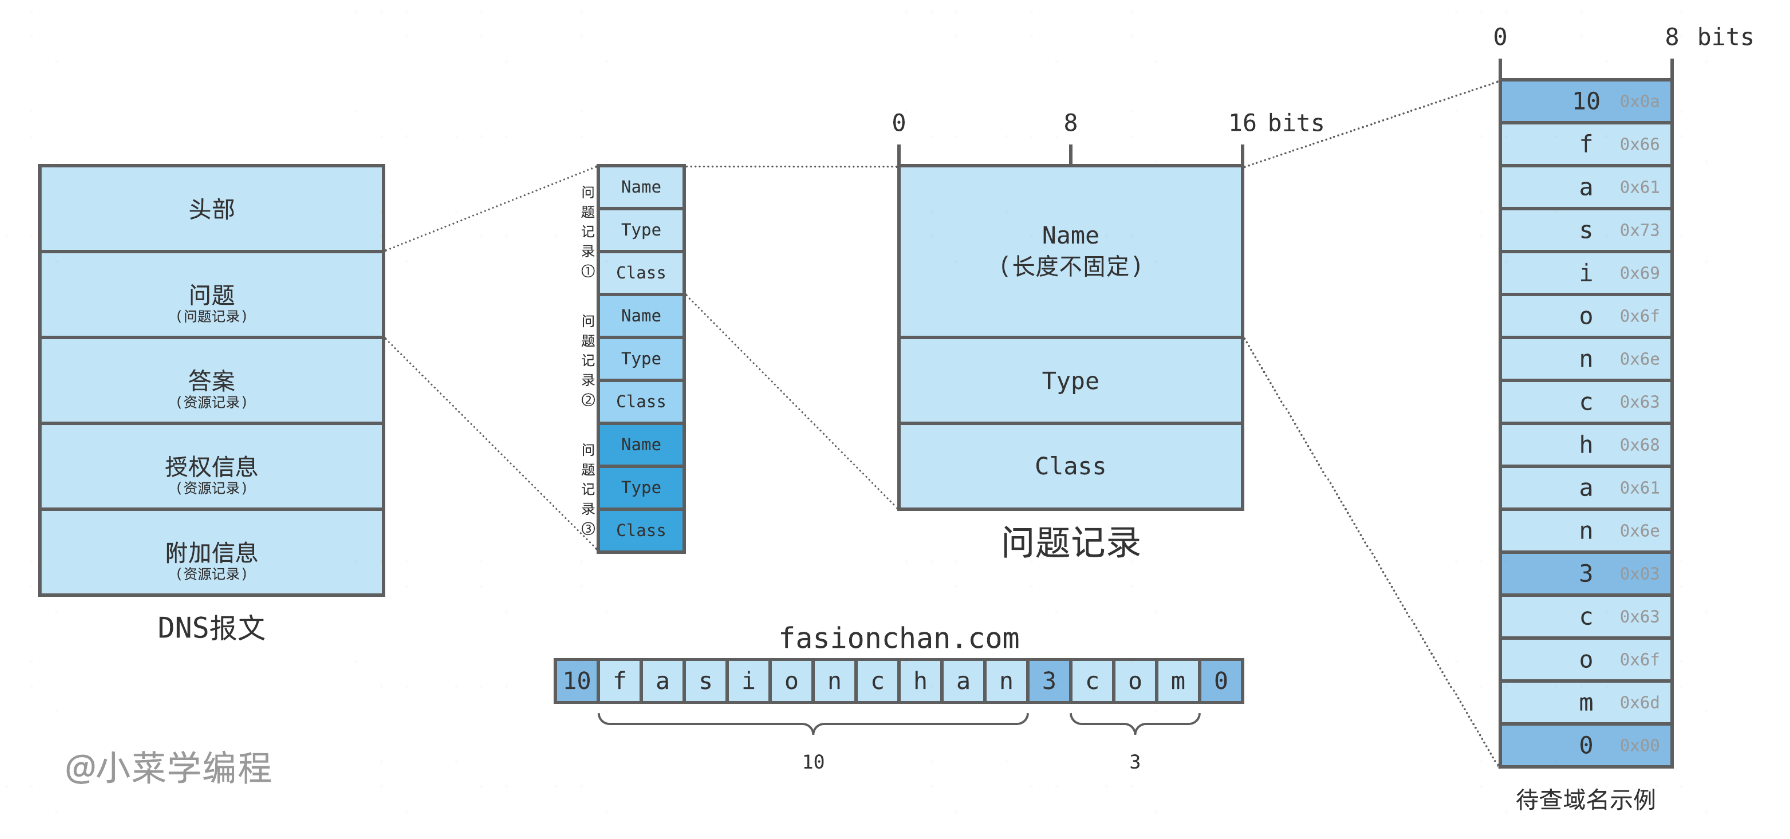 头部
问题
(问题记录)
答案
(资源记录)
授权信息
(资源记录)
附加信息
(资源记录)
DNS报文
问题记录①
Name
Type
Class
问题记录②
Name
Type
Class
问题记录③
Name
Type
Class
0 8 16 bits
Name
(长度不固定)
Type
Class
问题记录
fasionchan.com
10 f a s i o n c h a n 3 c o m 0
10 3
0 8 bits
10 0x0a
f 0x66
a 0x61
s 0x73
i 0x69
o 0x6f
n 0x6e
c 0x63
h 0x68
a 0x61
n 0x6e
3 0x03
c 0x63
o 0x6f
m 0x6d
0 0x00
待查域名示例
@小菜学编程